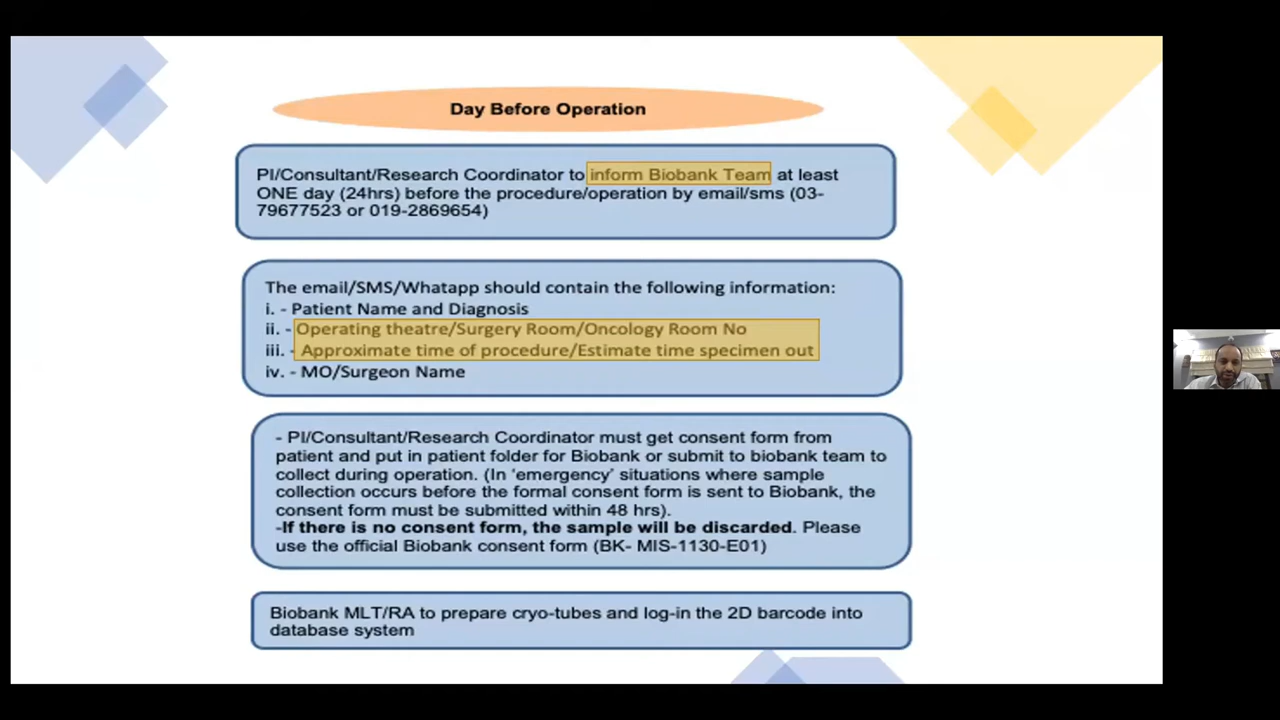 Day Before Operation
PI/Consultant/Research Coordinator to inform Biobank Team at least
ONE day (24hrs) before the procedure/operation by email/sms (03-
79677523 or 019-2869654)
The email/SMS/Whatapp should contain the following information:
i. - Patient Name and Diagnosis
ii. - Operating theatre/Surgery Room/Oncology Room No
iii. - Approximate time of procedure/Estimate time specimen out
iv. - MO/Surgeon Name
- PI/Consultant/Research Coordinator must get consent form from
patient and put in patient folder for Biobank or submit to biobank team to
collect during operation. (In ‘emergency’ situations where sample
collection occurs before the formal consent form is sent to Biobank, the
consent form must be submitted within 48 hrs).
-If there is no consent form, the sample will be discarded. Please
use the official Biobank consent form (BK- MIS-1130-E01)
Biobank MLT/RA to prepare cryo-tubes and log-in the 2D barcode into
database system